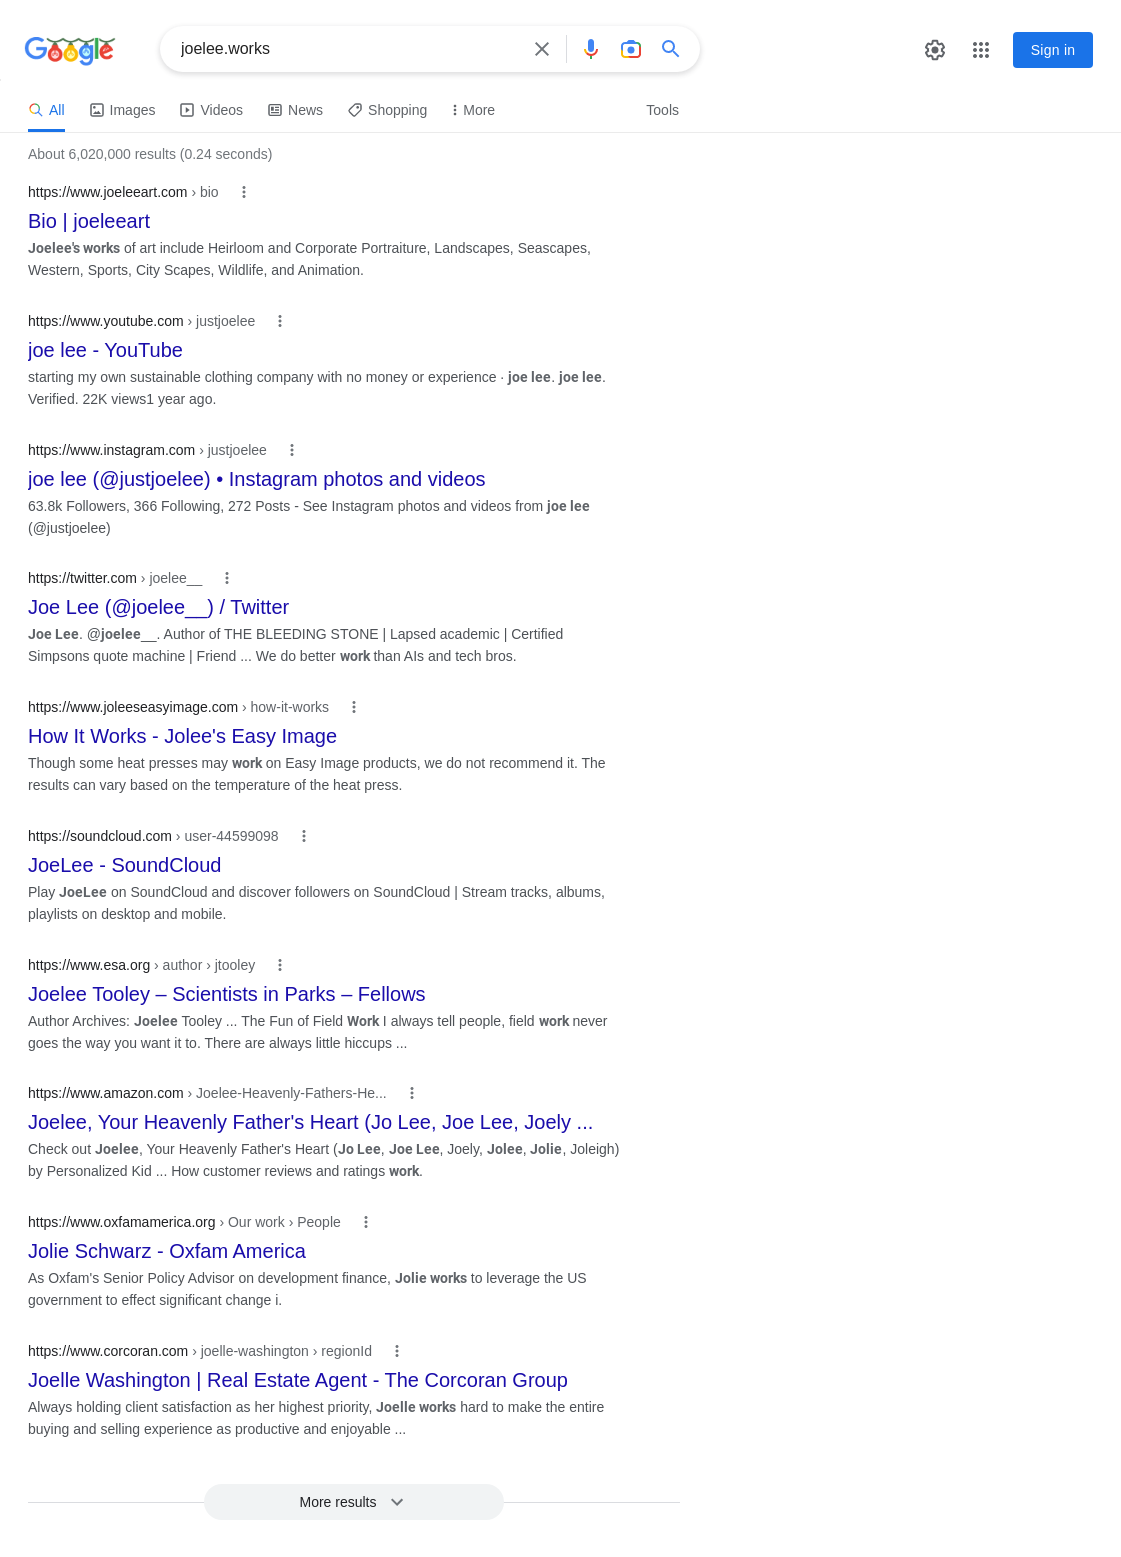 Google
joelee.works
Sign in
All
Images
Videos
News
Shopping
More
Tools
About 6,020,000 results (0.24 seconds)
https://www.joeleeart.com › bio
Bio | joeleeart
Joelee's works of art include Heirloom and Corporate Portraiture, Landscapes, Seascapes,
Western, Sports, City Scapes, Wildlife, and Animation.
https://www.youtube.com › justjoelee
joe lee - YouTube
starting my own sustainable clothing company with no money or experience · joe lee. joe lee.
Verified. 22K views1 year ago.
https://www.instagram.com › justjoelee
joe lee (@justjoelee) • Instagram photos and videos
63.8k Followers, 366 Following, 272 Posts - See Instagram photos and videos from joe lee
(@justjoelee)
https://twitter.com › joelee__
Joe Lee (@joelee__) / Twitter
Joe Lee. @joelee__. Author of THE BLEEDING STONE | Lapsed academic | Certified
Simpsons quote machine | Friend ... We do better work than AIs and tech bros.
https://www.joleeseasyimage.com › how-it-works
How It Works - Jolee's Easy Image
Though some heat presses may work on Easy Image products, we do not recommend it. The
results can vary based on the temperature of the heat press.
https://soundcloud.com › user-44599098
JoeLee - SoundCloud
Play JoeLee on SoundCloud and discover followers on SoundCloud | Stream tracks, albums,
playlists on desktop and mobile.
https://www.esa.org › author › jtooley
Joelee Tooley – Scientists in Parks – Fellows
Author Archives: Joelee Tooley ... The Fun of Field Work I always tell people, field work never
goes the way you want it to. There are always little hiccups ...
https://www.amazon.com › Joelee-Heavenly-Fathers-He...
Joelee, Your Heavenly Father's Heart (Jo Lee, Joe Lee, Joely ...
Check out Joelee, Your Heavenly Father's Heart (Jo Lee, Joe Lee, Joely, Jolee, Jolie, Joleigh)
by Personalized Kid ... How customer reviews and ratings work.
https://www.oxfamamerica.org › Our work › People
Jolie Schwarz - Oxfam America
As Oxfam's Senior Policy Advisor on development finance, Jolie works to leverage the US
government to effect significant change i.
https://www.corcoran.com › joelle-washington › regionId
Joelle Washington | Real Estate Agent - The Corcoran Group
Always holding client satisfaction as her highest priority, Joelle works hard to make the entire
buying and selling experience as productive and enjoyable ...
More results